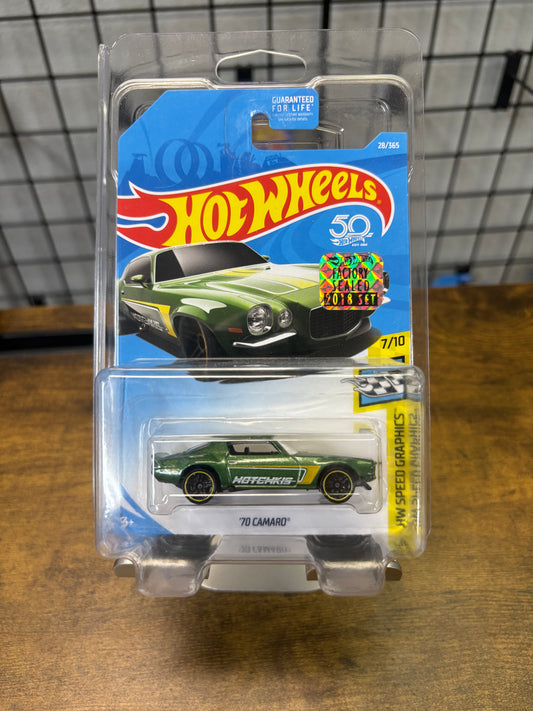 GUARANTEED
FOR LIFE
28/365
HOT WHEELS
50
FACTORY
SEALED
2018 SET
HOTCHKIS
7/10
HW SPEED GRAPHICS
HOTCHKIS
'70 CAMARO®
3+